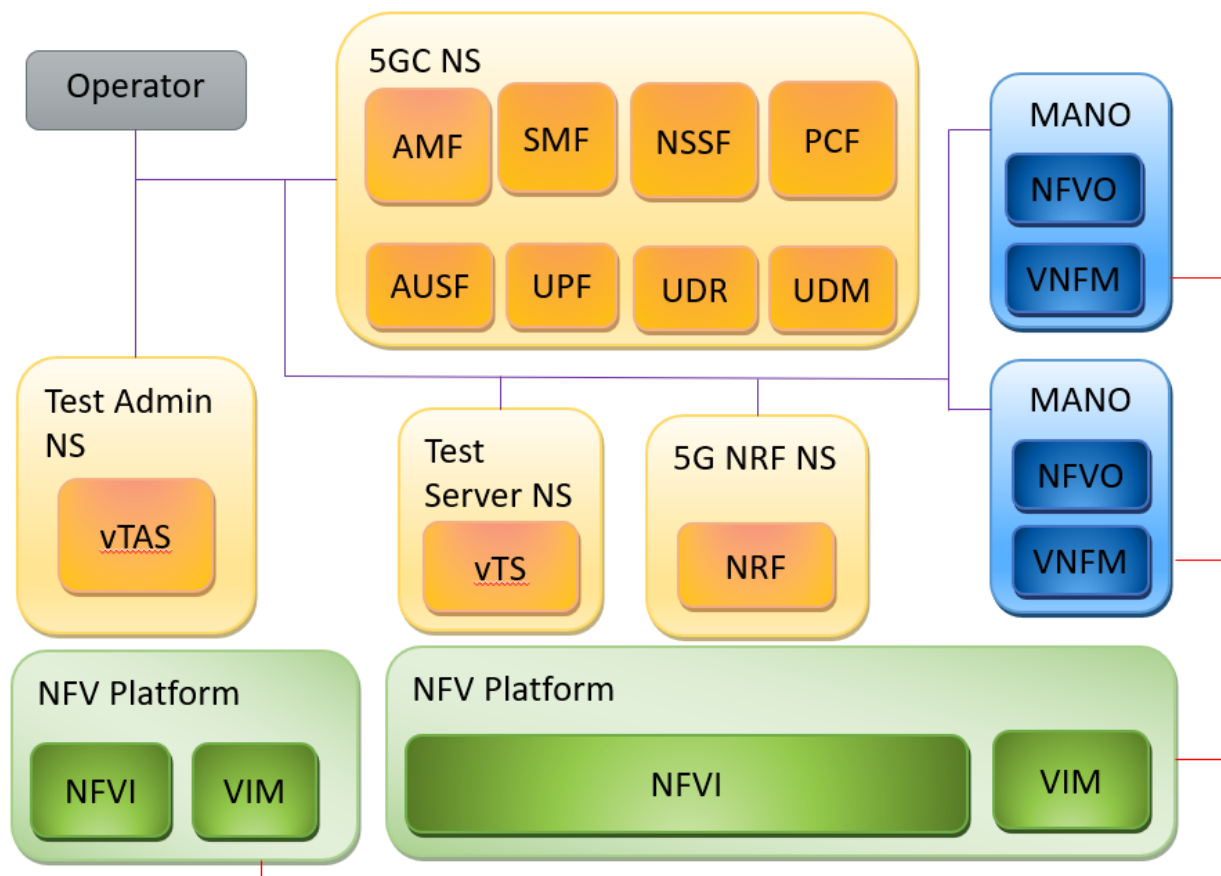 Operator
5GC NS
AMF
SMF
NSSF
PCF
AUSF
UPF
UDR
UDM
MANO
NFVO
VNFM
MANO
NFVO
VNFM
Test Admin
NS
vTAS
Test
Server NS
vTS
5G NRF NS
NRF
NFV Platform
NFVI
VIM
NFV Platform
NFVI
VIM